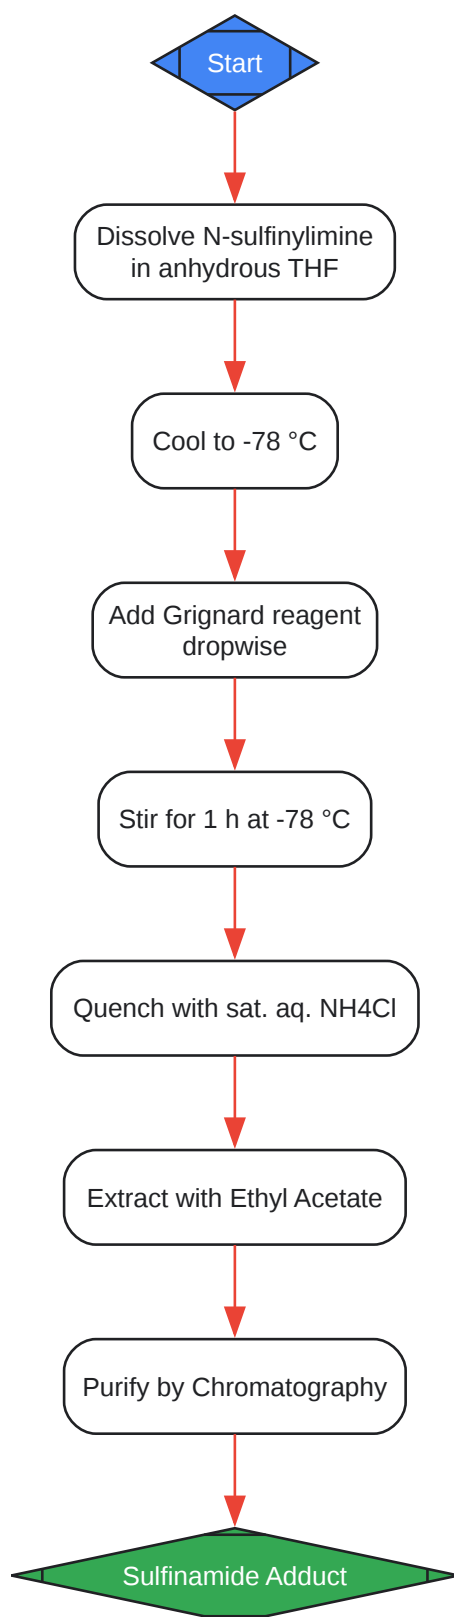 Start
Dissolve N-sulfinylimine
in anhydrous THF
Cool to -78 °C
Add Grignard reagent
dropwise
Stir for 1 h at -78 °C
Quench with sat. aq. NH4Cl
Extract with Ethyl Acetate
Purify by Chromatography
Sulfinamide Adduct